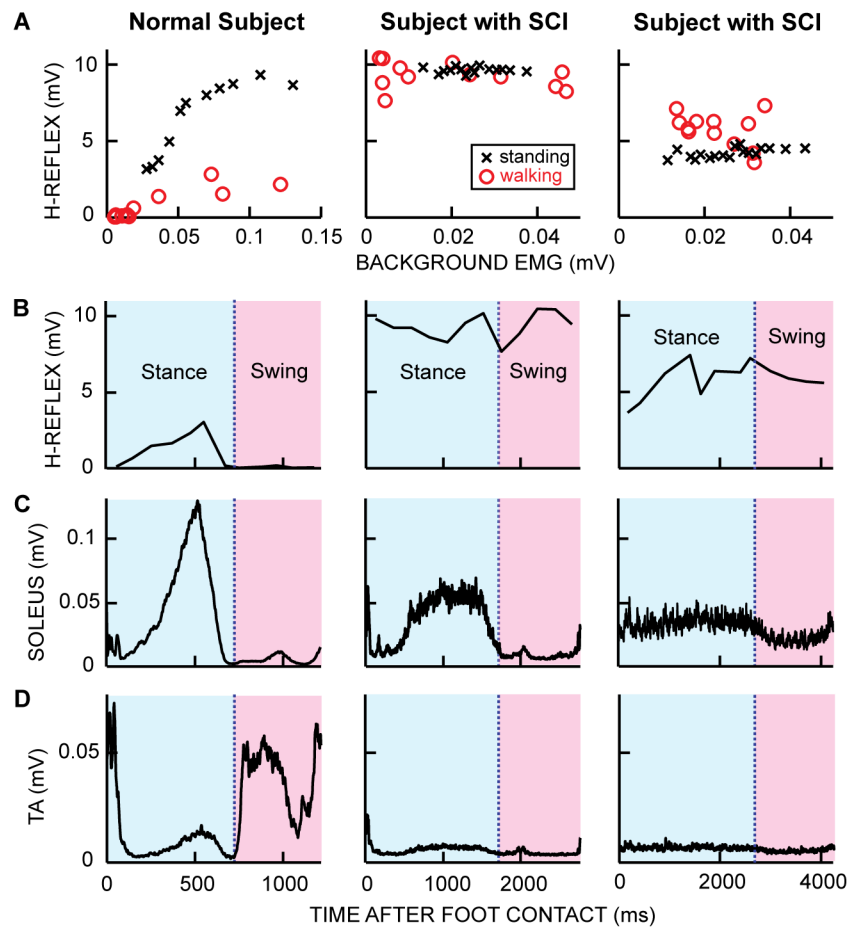 A
Normal Subject
Subject with SCI
Subject with SCI
H-REFLEX (mV)
10
5
0
0
0.05
0.1
0.15
0
0.02
0.04
0
0.02
0.04
× standing
walking
BACKGROUND EMG (mV)
B
H-REFLEX (mV)
10
5
0
Stance
Swing
Stance
Swing
Stance
Swing
C
SOLEUS (mV)
0.1
0.05
0
D
TA (mV)
0.05
0
0
500
1000
0
1000
2000
0
2000
4000
TIME AFTER FOOT CONTACT (ms)